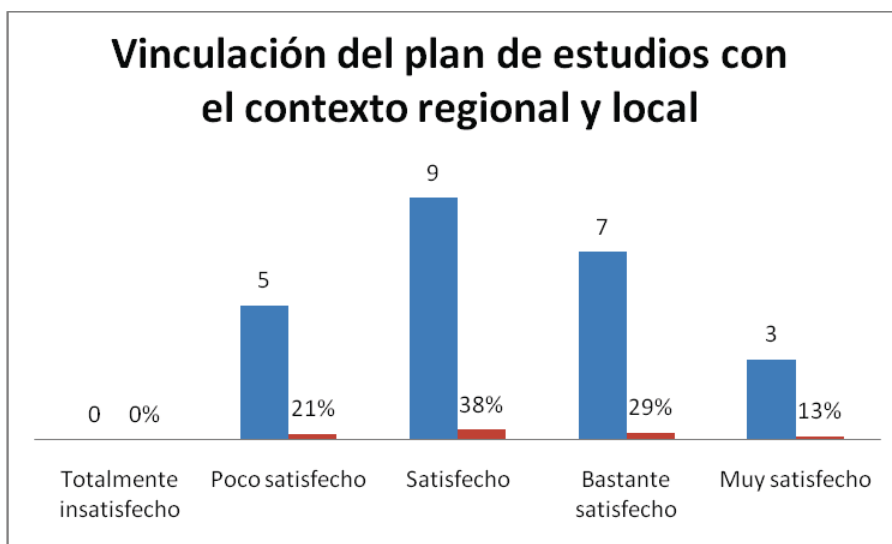 Vinculación del plan de estudios con
el contexto regional y local
0 0%
5 21%
9 38%
7 29%
3 13%
Totalmente
insatisfecho
Poco satisfecho
Satisfecho
Bastante
satisfecho
Muy satisfecho